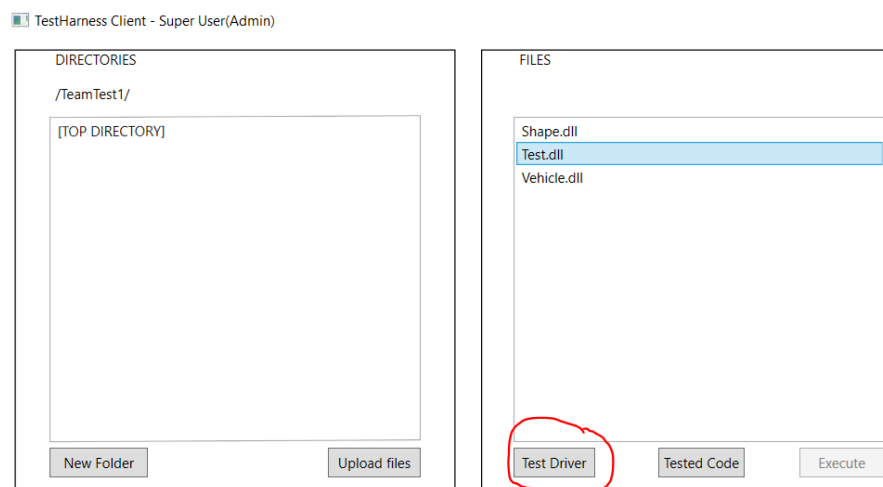 TestHarness Client - Super User(Admin)
DIRECTORIES
/TeamTest1/
[TOP DIRECTORY]
New Folder
Upload files
FILES
Shape.dll
Test.dll
Vehicle.dll
Test Driver
Tested Code
Execute